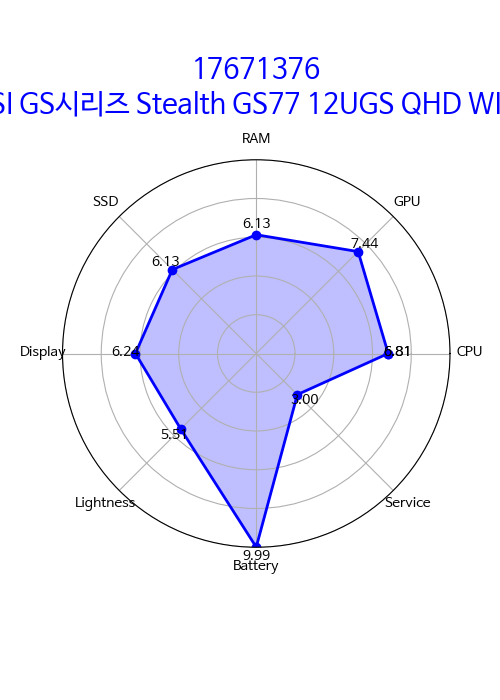 17671376
SI GS시리즈 Stealth GS77 12UGS QHD WI
RAM
SSD
GPU
6.13
6.13
7.44
Display
6.24
6.81
CPU
3.00
5.51
Lightness
Service
9.99
Battery